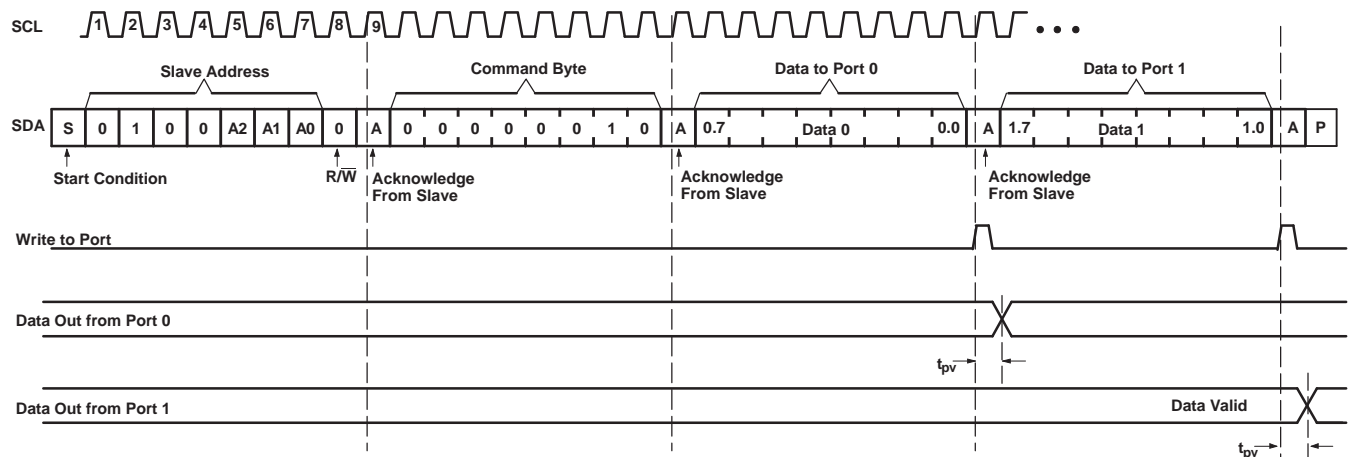 SCL 1 2 3 4 5 6 7 8 9 • • •
Slave Address Command Byte Data to Port 0 Data to Port 1
SDA S 0 1 0 0 A2 A1 A0 0 A 0 0 0 0 0 0 1 0 A 0.7 Data 0 0.0 A 1.7 Data 1 1.0 A P
Start Condition R/W̅ Acknowledge From Slave Acknowledge From Slave Acknowledge From Slave
Write to Port
Data Out from Port 0
tpv
Data Out from Port 1 Data Valid
tpv